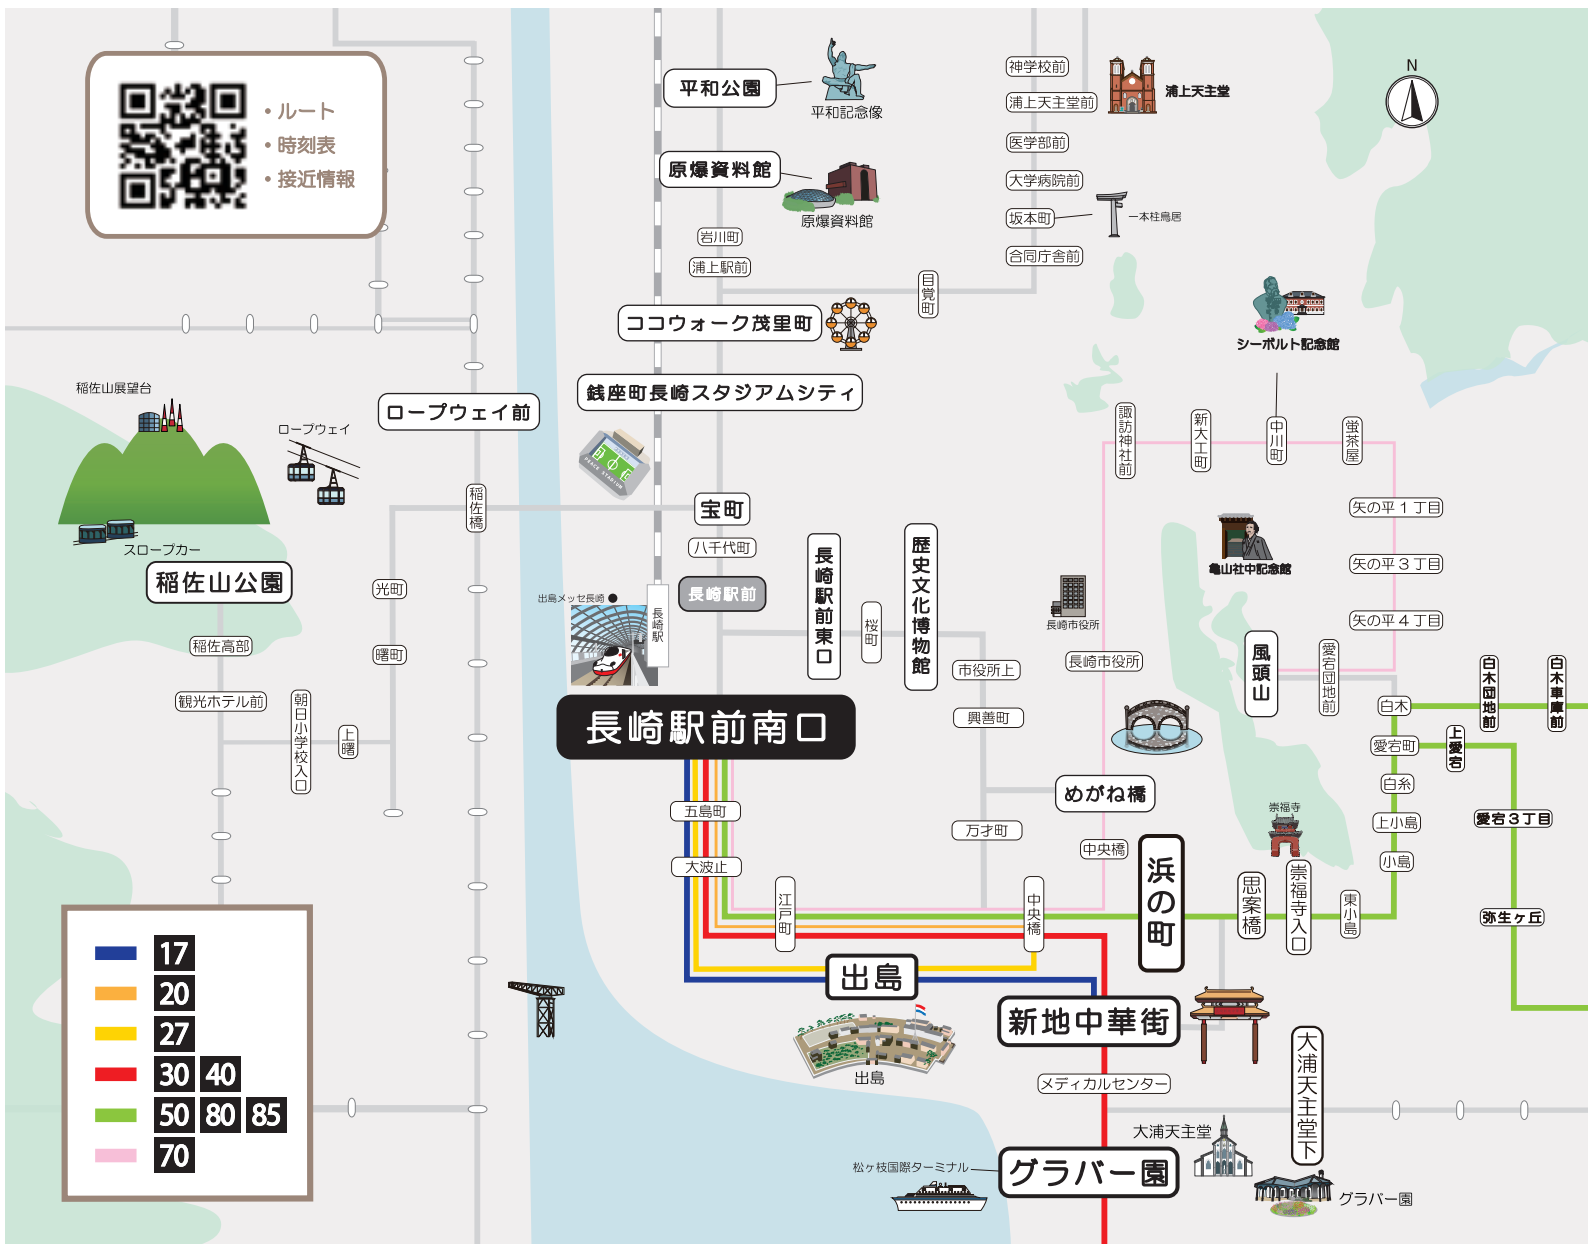 ・ルート
・時刻表
・接近情報
平和公園
平和記念像
原爆資料館
原爆資料館
岩川町
浦上駅前
目覚町
神学校前
浦上天主堂前
浦上天主堂
医学部前
大学病院前
坂本町
一本柱鳥居
合同庁舎前
N
ココウォーク茂里町
シーボルト記念館
銭座町長崎スタジアムシティ
PEACE STADIUM
ロープウェイ前
稲佐山展望台
ロープウェイ
スロープカー
稲佐山公園
稲佐高部
観光ホテル前
朝日小学校入口
上曙
曙町
光町
稲佐橋
宝町
八千代町
長崎駅前
出島メッセ長崎
長崎駅
長崎駅前東口
桜町
歴史文化博物館
市役所上
興善町
万才町
諏訪神社前
新大工町
中川町
蛍茶屋
矢の平1丁目
矢の平3丁目
矢の平4丁目
亀山社中記念館
長崎市役所
長崎市役所
風頭山
愛宕団地前
白木
白木団地前
白木車庫前
愛宕町
上愛宕
白糸
上小島
小島
愛宕3丁目
弥生ヶ丘
長崎駅前南口
五島町
大波止
江戸町
めがね橋
中央橋
中央橋
浜の町
思案橋
崇福寺
崇福寺入口
東小島
出島
出島
新地中華街
メディカルセンター
大浦天主堂下
大浦天主堂
グラバー園
グラバー園
松ヶ枝国際ターミナル
17
20
27
30 40
50 80 85
70